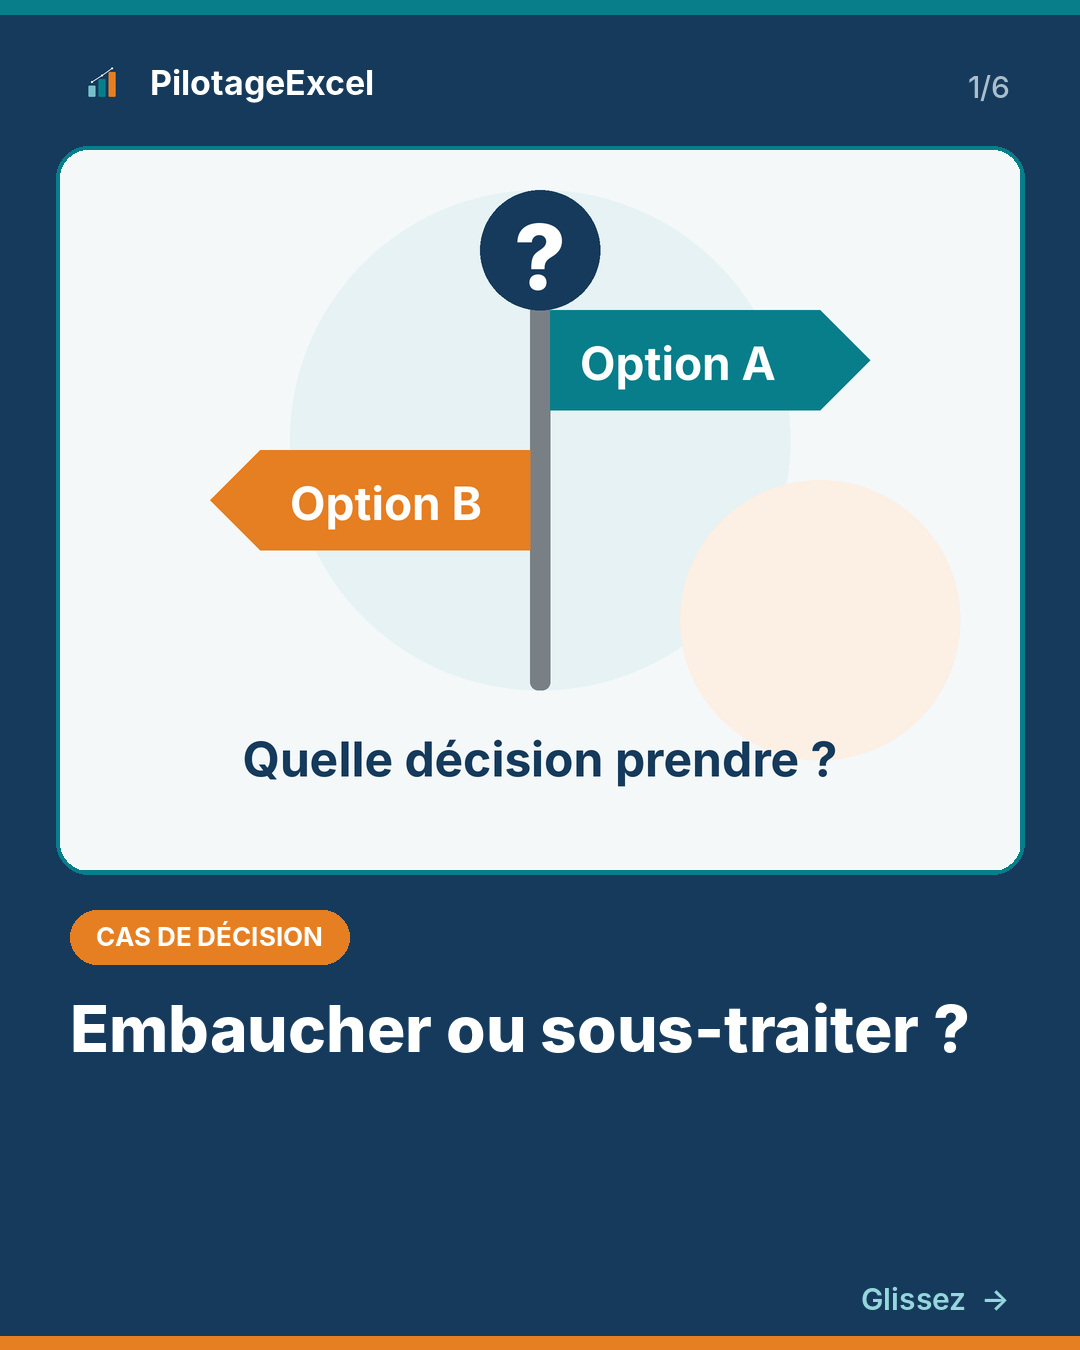 PilotageExcel
1/6
?
Option A
Option B
Quelle décision prendre ?
CAS DE DÉCISION
Embaucher ou sous-traiter ?
Glissez →